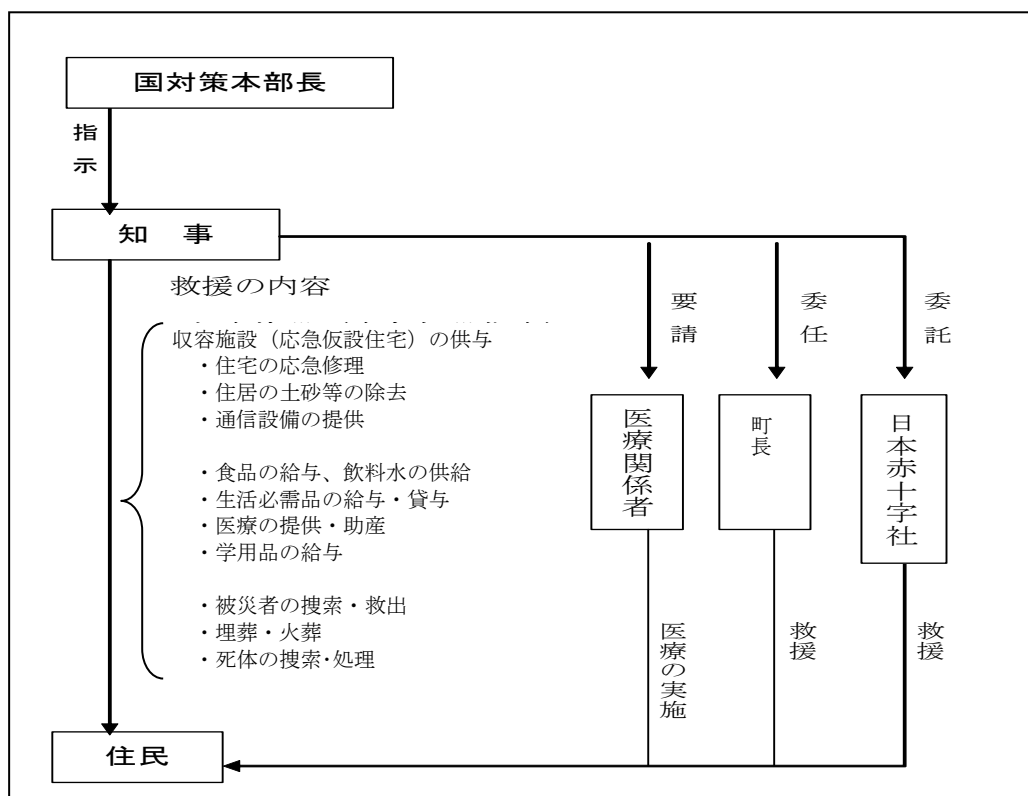 国対策本部長
指示
知　事
救援の内容
収容施設（応急仮設住宅）の供与
・住宅の応急修理
・住居の土砂等の除去
・通信設備の提供
・食品の給与、飲料水の供給
・生活必需品の給与・貸与
・医療の提供・助産
・学用品の給与
・被災者の捜索・救出
・埋葬・火葬
・死体の捜索･処理
要請
委任
委託
医療関係者
町長
日本赤十字社
医療の実施
救援
救援
住民